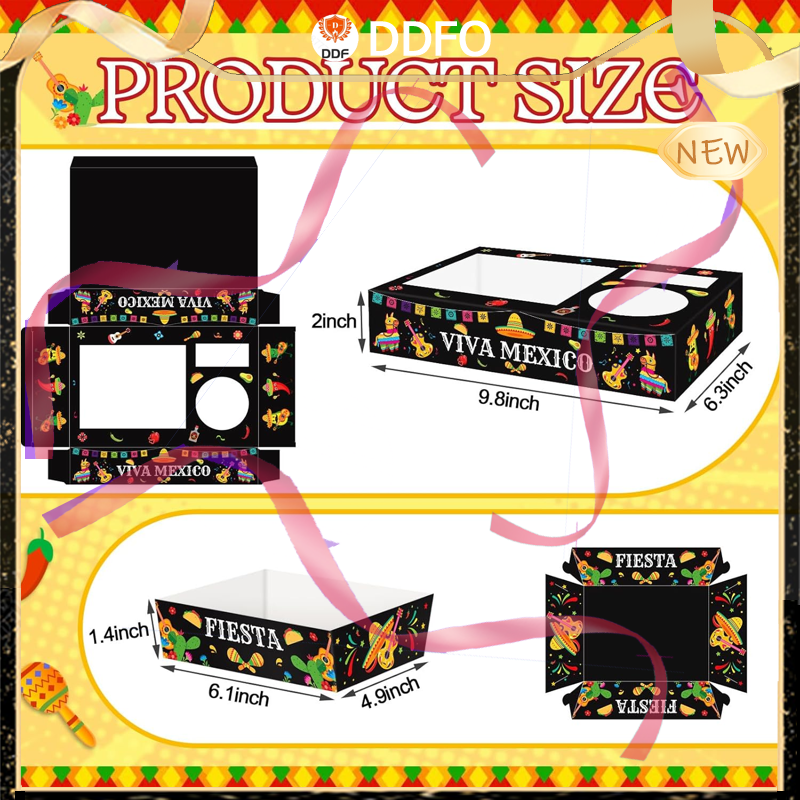 DDFO
DDF
PRODUCT SIZE
NEW
VIVA MEXICO
VIVA MEXICO
2inch
VIVA MEXICO
9.8inch
6.3inch
FIESTA
1.4inch
FIESTA
6.1inch
4.9inch
FIESTA